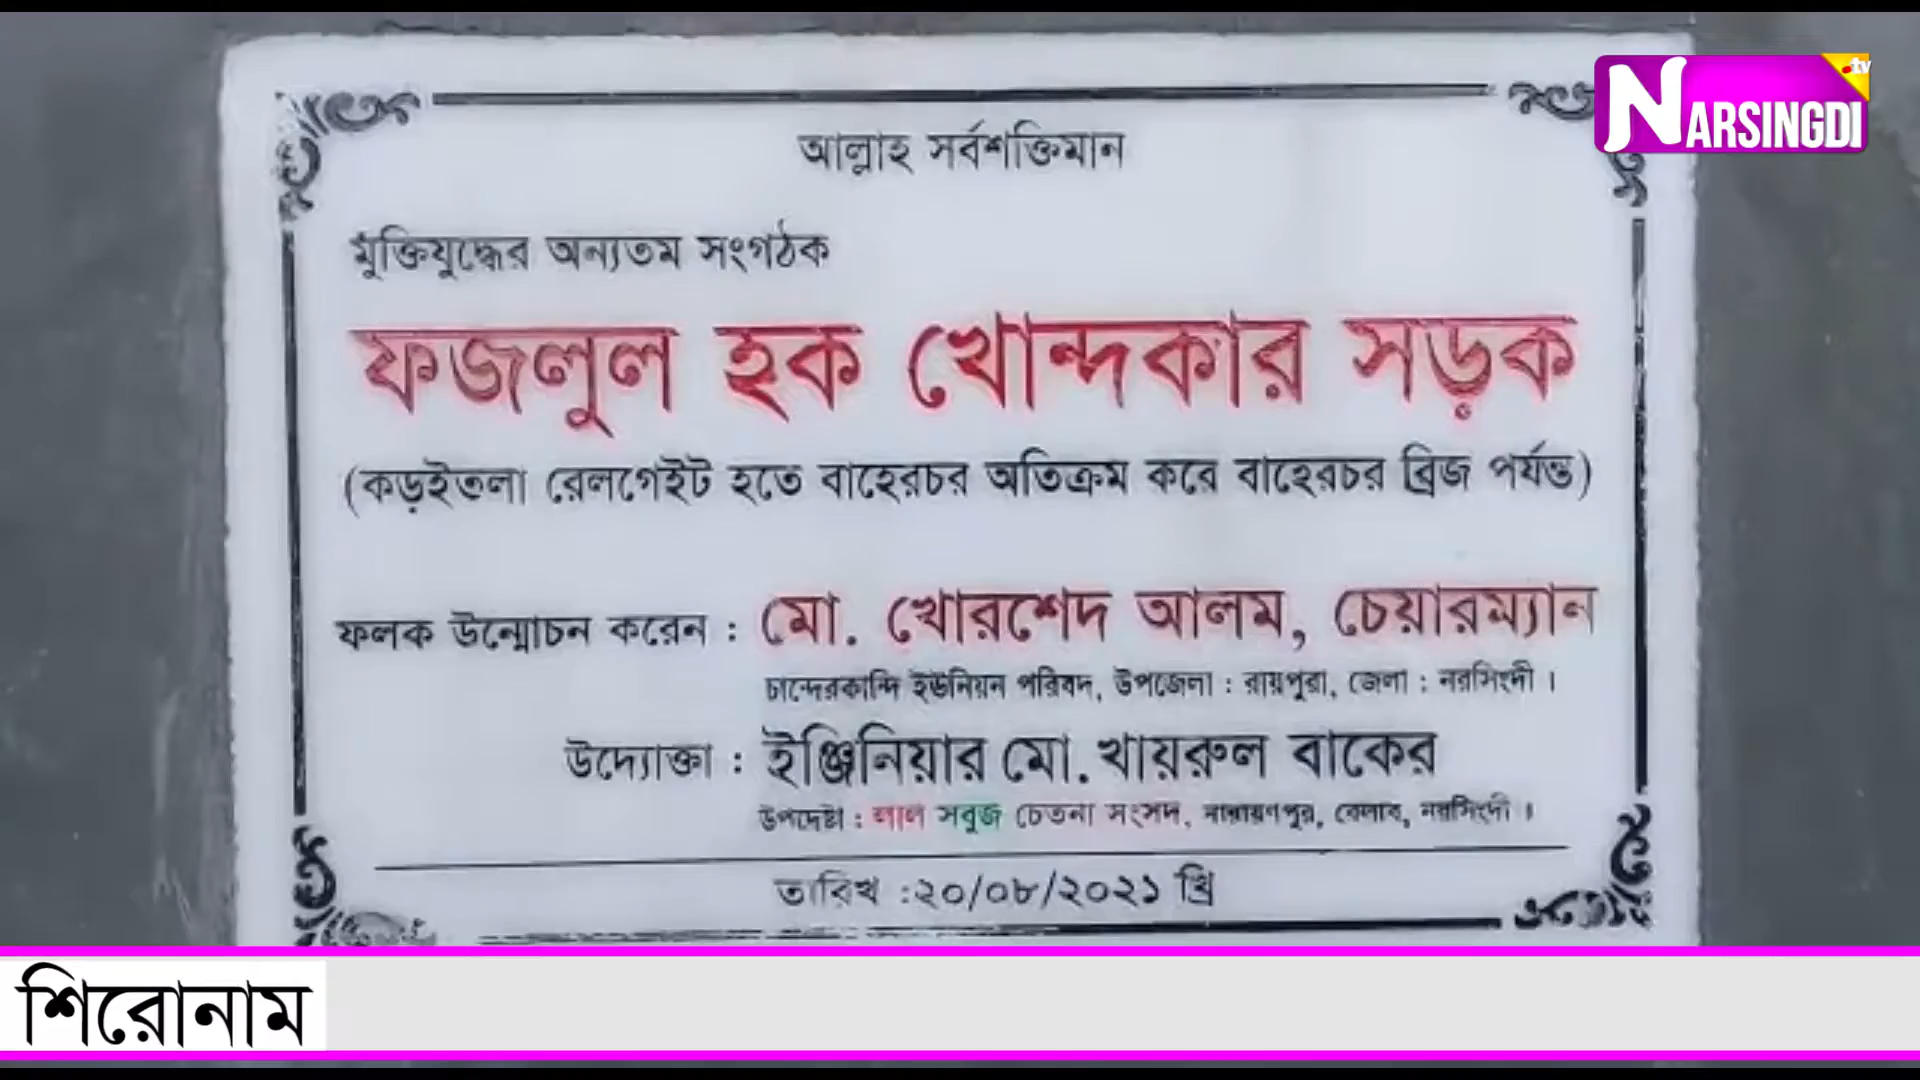 NARSINGDI .tv
আল্লাহ সর্বশক্তিমান
মুক্তিযুদ্ধের অন্যতম সংগঠক
ফজলুল হক খোন্দকার সড়ক
(কড়ইতলা রেলগেইট হতে বাহেরচর অতিক্রম করে বাহেরচর ব্রিজ পর্যন্ত)
ফলক উন্মোচন করেন : মো. খোরশেদ আলম, চেয়ারম্যান
চান্দেরকান্দি ইউনিয়ন পরিষদ, উপজেলা : রায়পুরা, জেলা : নরসিংদী ।
উদ্যোক্তা : ইঞ্জিনিয়ার মো. খায়রুল বাকের
উপদেষ্টা : লাল সবুজ চেতনা সংসদ, নারায়ণপুর, বেলাব, নরসিংদী ।
তারিখ :২০/০৮/২০২১ খ্রি
শিরোনাম